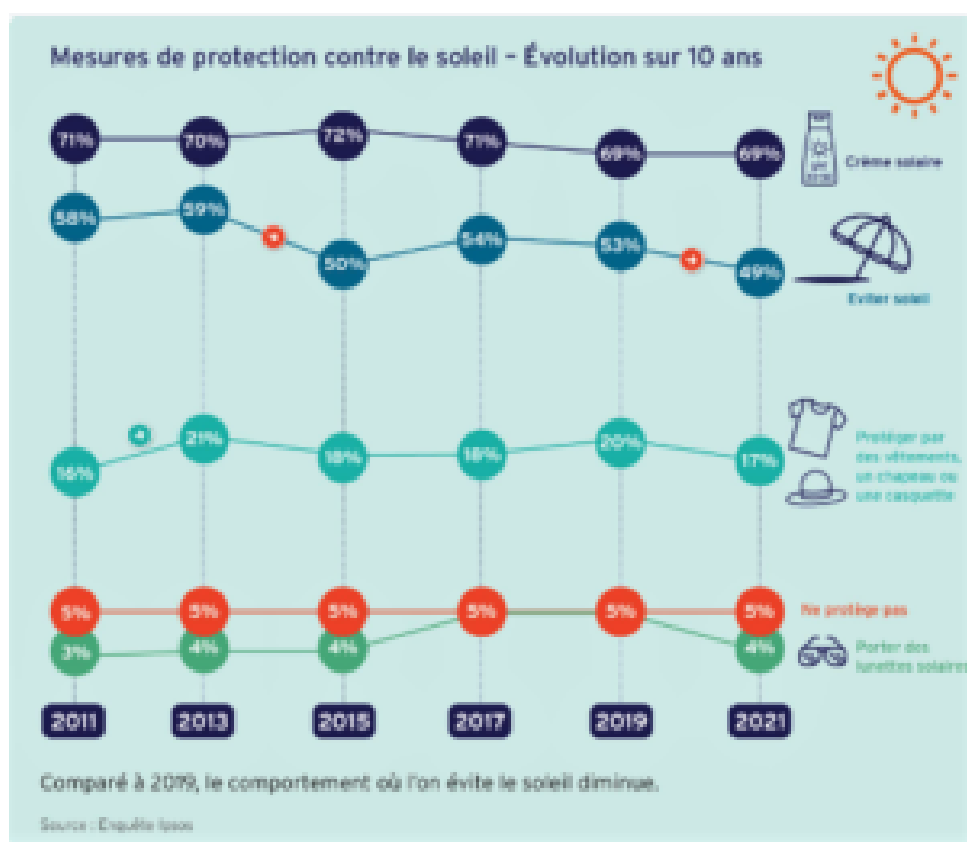 Mesures de protection contre le soleil – Évolution sur 10 ans
71% 70% 72% 71% 69% 69%
Crème solaire
58% 59% 50% 54% 53% 49%
Eviter soleil
16% 21% 18% 18% 20% 17%
Protéger par
des vêtements,
un chapeau ou
une casquette
5% 5% 5% 5% 5% 5%
Ne protège pas
3% 4% 4% 4%
Porter des
lunettes solaires
2011 2013 2015 2017 2019 2021
Comparé à 2019, le comportement où l'on évite le soleil diminue.
Source : Enquête Ipsos